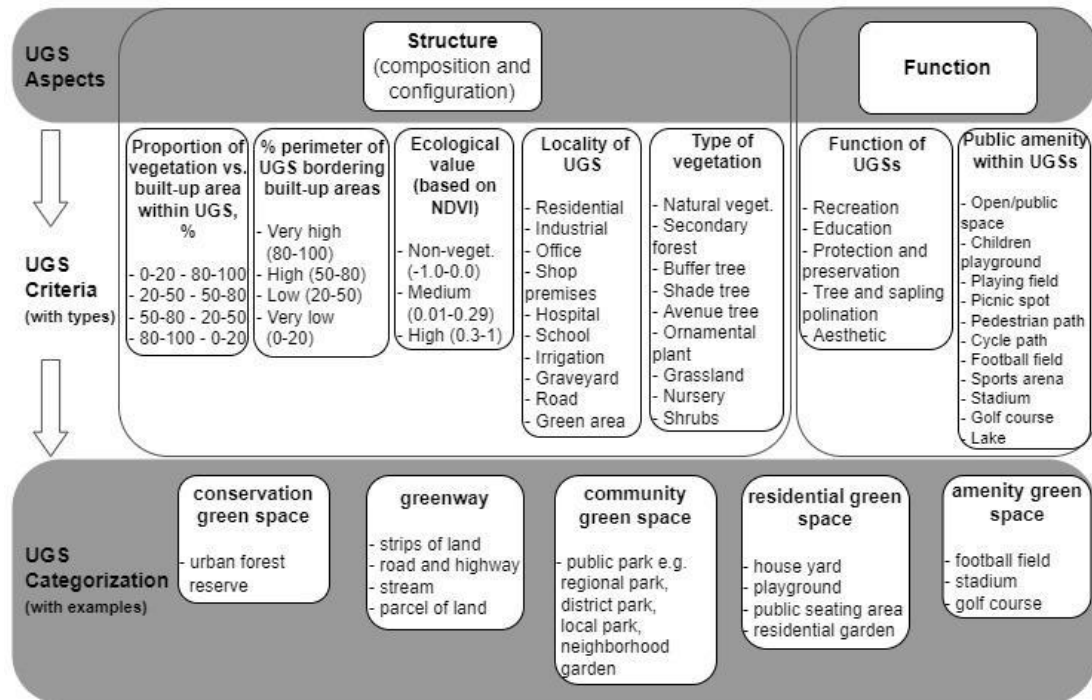 UGS
Aspects
Structure
(composition and
configuration)
Function
UGS
Criteria
(with types)
Proportion of
vegetation vs.
built-up area
within UGS,
%
- 0-20 - 80-100
- 20-50 - 50-80
- 50-80 - 20-50
- 80-100 - 0-20
% perimeter of
UGS bordering
built-up areas
- Very high
(80-100)
- High (50-80)
- Low (20-50)
- Very low
(0-20)
Ecological
value
(based on
NDVI)
- Non-veget.
(-1.0-0.0)
- Medium
(0.01-0.29)
- High (0.3-1)
Locality of
UGS
- Residential
- Industrial
- Office
- Shop
premises
- Hospital
- School
- Irrigation
- Graveyard
- Road
- Green area
Type of
vegetation
- Natural veget.
- Secondary
forest
- Buffer tree
- Shade tree
- Avenue tree
- Ornamental
plant
- Grassland
- Nursery
- Shrubs
Function of
UGSs
- Recreation
- Education
- Protection and
preservation
- Tree and sapling
polination
- Aesthetic
Public amenity
within UGSs
- Open/public
space
- Children
playground
- Playing field
- Picnic spot
- Pedestrian path
- Cycle path
- Football field
- Sports arena
- Stadium
- Golf course
- Lake
UGS
Categorization
(with examples)
conservation
green space
- urban forest
reserve
greenway
- strips of land
- road and highway
- stream
- parcel of land
community
green space
- public park e.g.
regional park,
district park,
local park,
neighborhood
garden
residential green
space
- house yard
- playground
- public seating area
- residential garden
amenity green
space
- football field
- stadium
- golf course